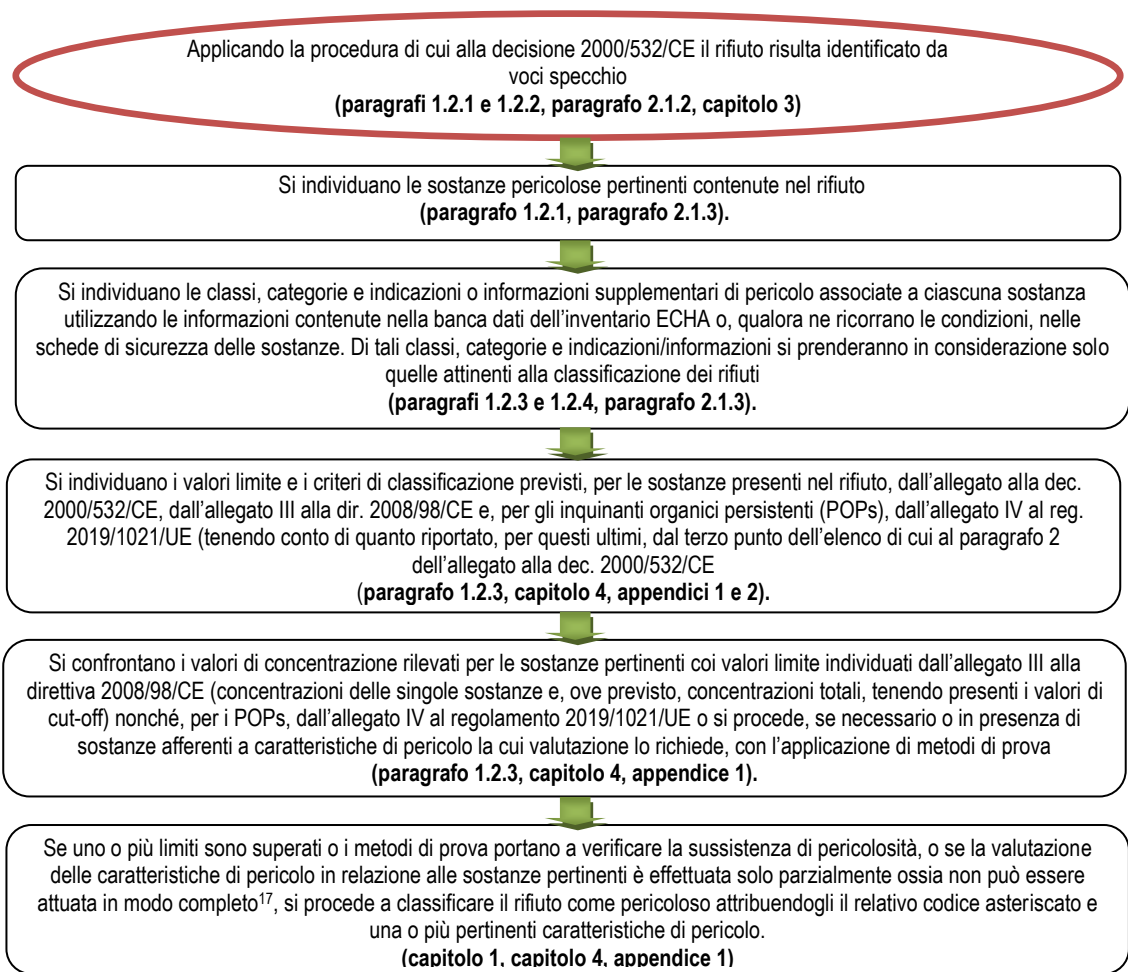 Applicando la procedura di cui alla decisione 2000/532/CE il rifiuto risulta identificato da
voci specchio
(paragrafi 1.2.1 e 1.2.2, paragrafo 2.1.2, capitolo 3)
Si individuano le sostanze pericolose pertinenti contenute nel rifiuto
(paragrafo 1.2.1, paragrafo 2.1.3).
Si individuano le classi, categorie e indicazioni o informazioni supplementari di pericolo associate a ciascuna sostanza
utilizzando le informazioni contenute nella banca dati dell'inventario ECHA o, qualora ne ricorrano le condizioni, nelle
schede di sicurezza delle sostanze. Di tali classi, categorie e indicazioni/informazioni si prenderanno in considerazione solo
quelle attinenti alla classificazione dei rifiuti
(paragrafi 1.2.3 e 1.2.4, paragrafo 2.1.3).
Si individuano i valori limite e i criteri di classificazione previsti, per le sostanze presenti nel rifiuto, dall'allegato alla dec.
2000/532/CE, dall'allegato III alla dir. 2008/98/CE e, per gli inquinanti organici persistenti (POPs), dall'allegato IV al reg.
2019/1021/UE (tenendo conto di quanto riportato, per questi ultimi, dal terzo punto dell'elenco di cui al paragrafo 2
dell'allegato alla dec. 2000/532/CE
(paragrafo 1.2.3, capitolo 4, appendici 1 e 2).
Si confrontano i valori di concentrazione rilevati per le sostanze pertinenti coi valori limite individuati dall'allegato III alla
direttiva 2008/98/CE (concentrazioni delle singole sostanze e, ove previsto, concentrazioni totali, tenendo presenti i valori di
cut-off) nonché, per i POPs, dall'allegato IV al regolamento 2019/1021/UE o si procede, se necessario o in presenza di
sostanze afferenti a caratteristiche di pericolo la cui valutazione lo richiede, con l'applicazione di metodi di prova
(paragrafo 1.2.3, capitolo 4, appendice 1).
Se uno o più limiti sono superati o i metodi di prova portano a verificare la sussistenza di pericolosità, o se la valutazione
delle caratteristiche di pericolo in relazione alle sostanze pertinenti è effettuata solo parzialmente ossia non può essere
attuata in modo completo¹⁷, si procede a classificare il rifiuto come pericoloso attribuendogli il relativo codice asteriscato e
una o più pertinenti caratteristiche di pericolo.
(capitolo 1, capitolo 4, appendice 1)